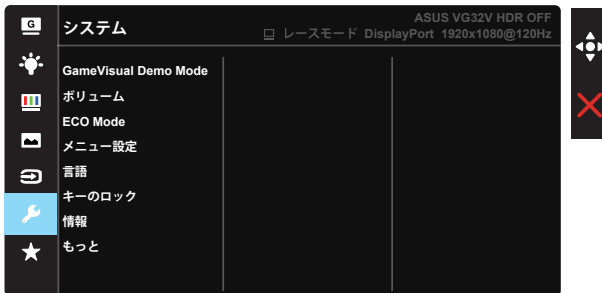 G
システム
ASUS VG32V HDR OFF
レースモード DisplayPort 1920x1080@120Hz
GameVisual Demo Mode
ボリューム
ECO Mode
メニュー設定
言語
キーのロック
情報
もっと